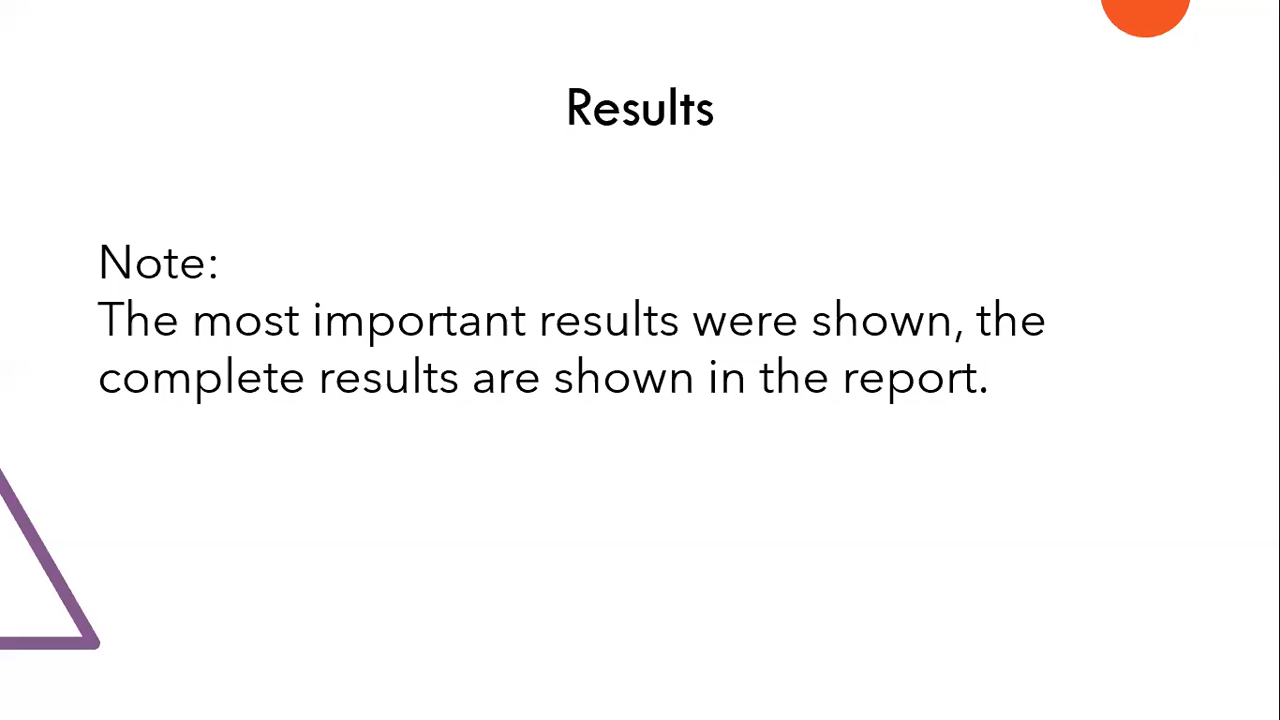 Results
Note:
The most important results were shown, the
complete results are shown in the report.